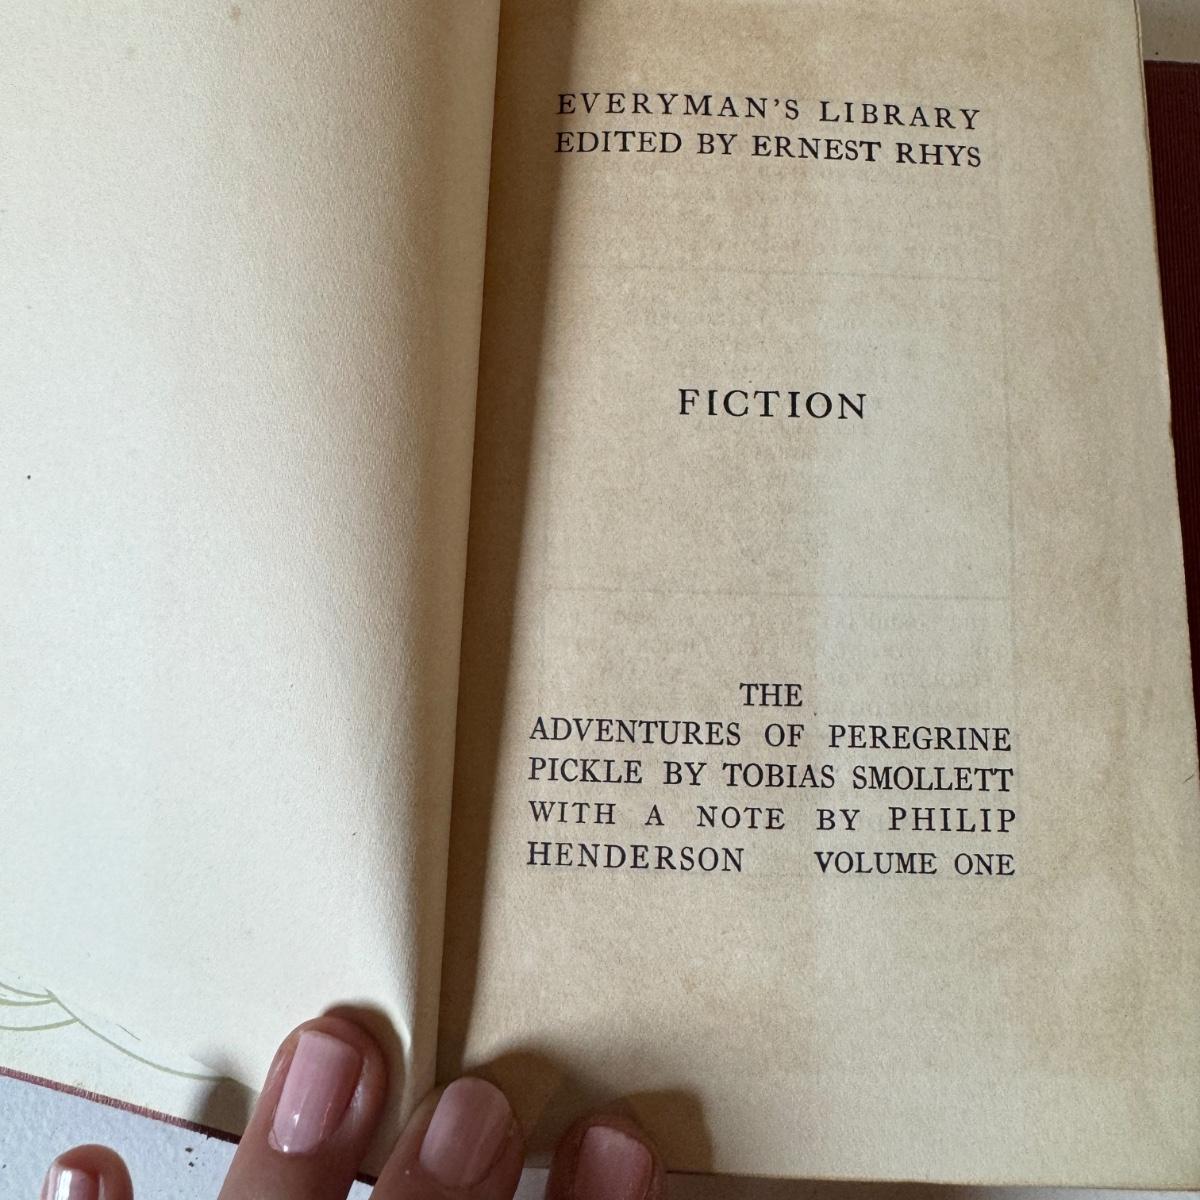 EVERYMAN'S LIBRARY
EDITED BY ERNEST RHYS
FICTION
THE
ADVENTURES OF PEREGRINE
PICKLE BY TOBIAS SMOLLETT
WITH A NOTE BY PHILIP
HENDERSON VOLUME ONE